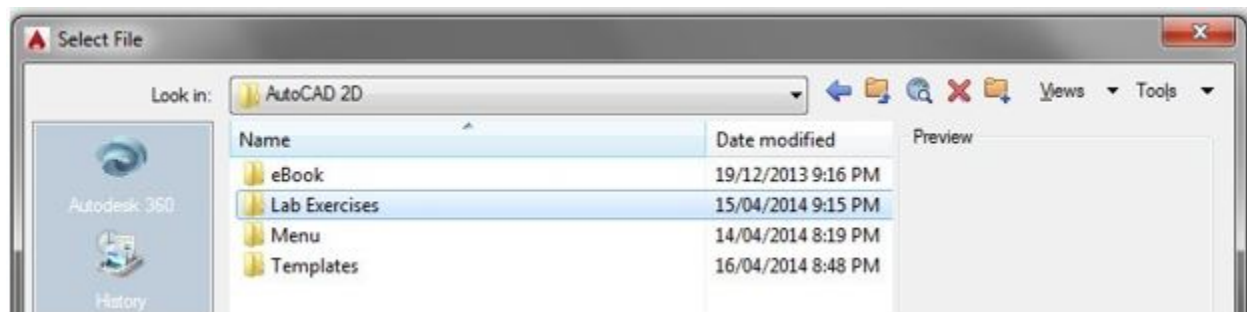 Select File
Look in: AutoCAD 2D Views Tools
Name Date modified Preview
eBook 19/12/2013 9:16 PM
Lab Exercises 15/04/2014 9:15 PM
Menu 14/04/2014 8:19 PM
Templates 16/04/2014 8:48 PM
Autodesk 360
History